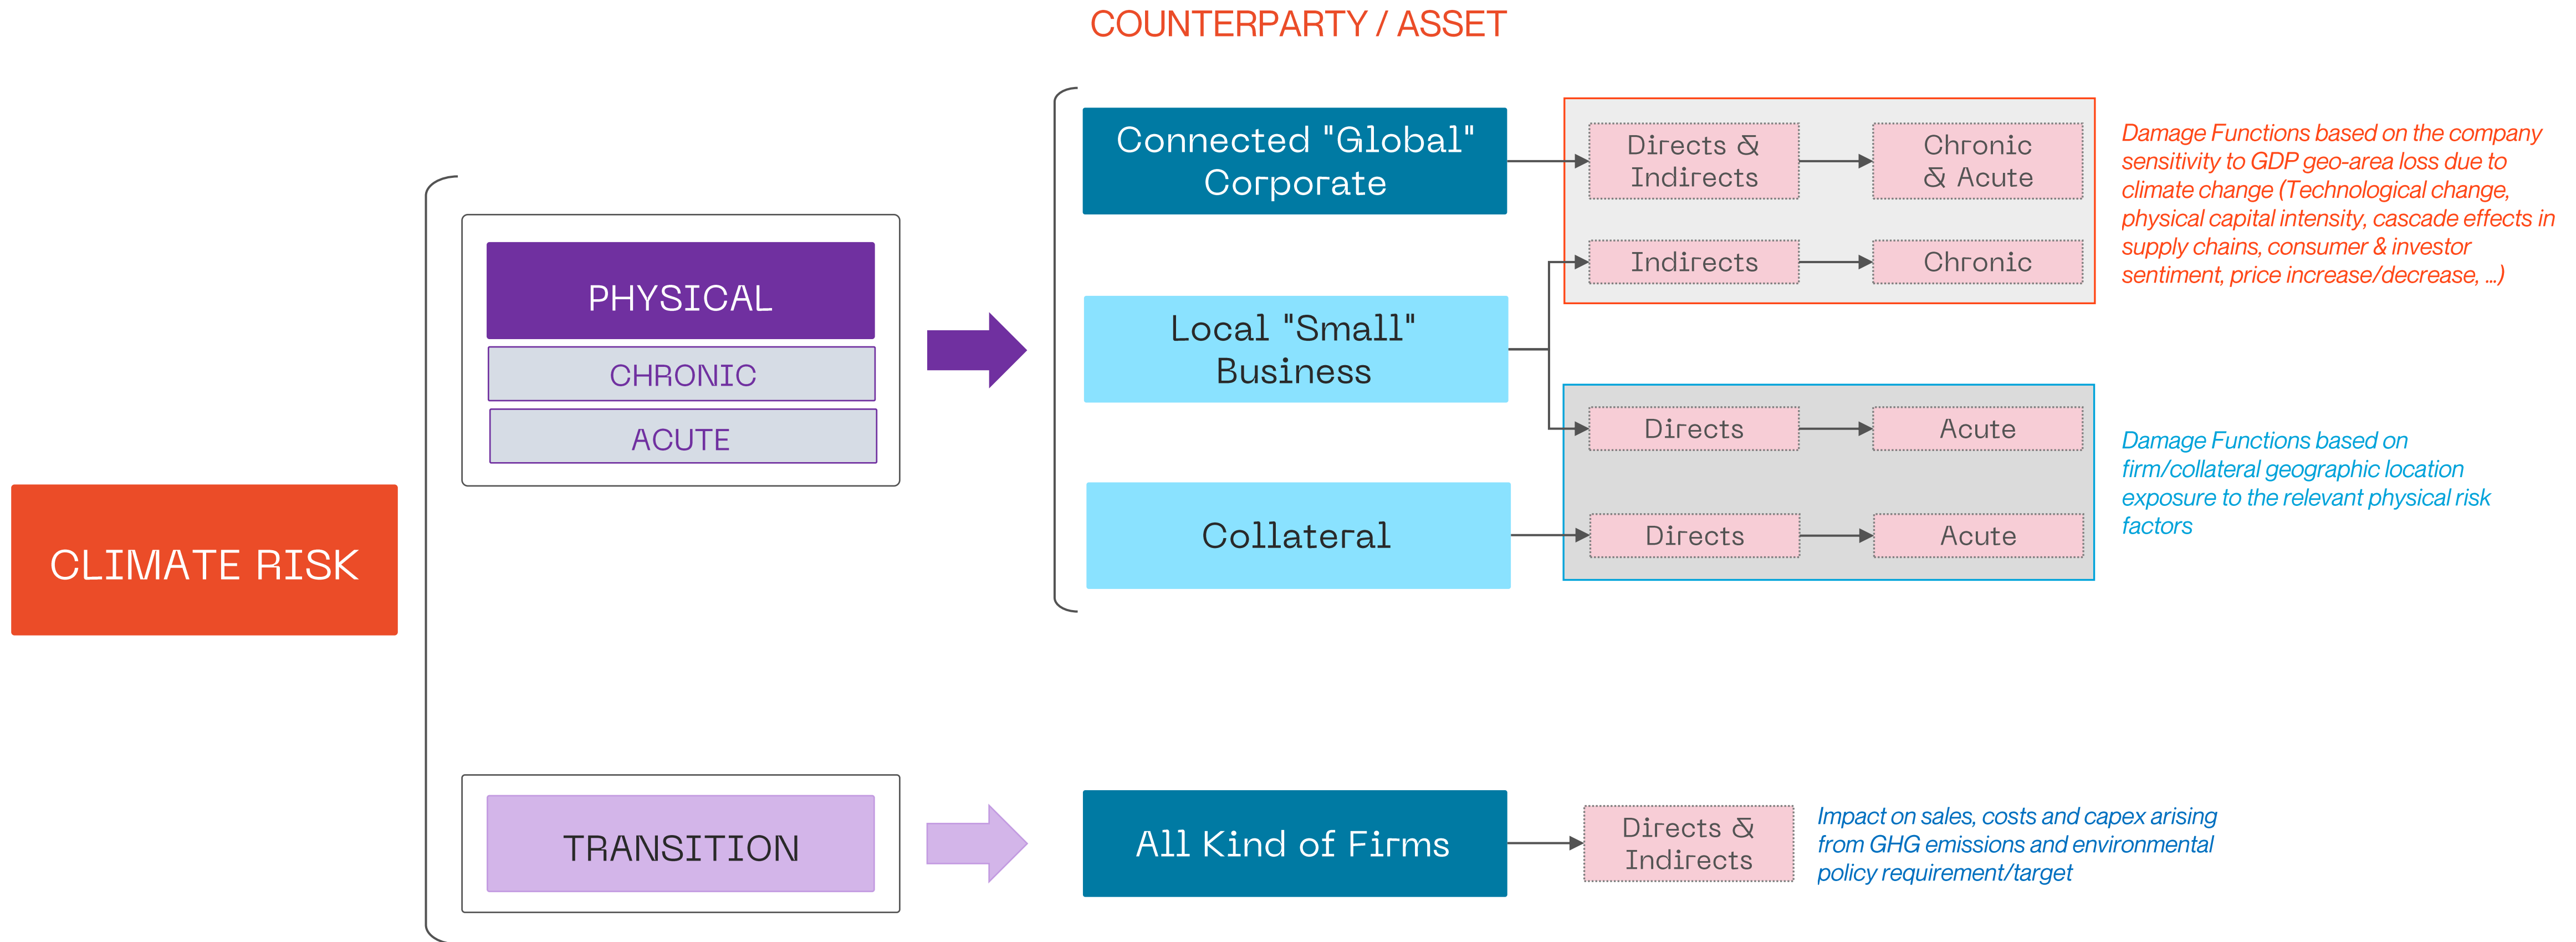 COUNTERPARTY / ASSET
CLIMATE RISK
PHYSICAL
CHRONIC
ACUTE
Connected "Global"
Corporate
Directs &
Indirects
Chronic
& Acute
Damage Functions based on the company
sensitivity to GDP geo-area loss due to
climate change (Technological change,
physical capital intensity, cascade effects in
supply chains, consumer & investor
sentiment, price increase/decrease, ...)
Local "Small"
Business
Indirects
Chronic
Directs
Acute
Damage Functions based on
firm/collateral geographic location
exposure to the relevant physical risk
factors
Collateral
Directs
Acute
TRANSITION
All Kind of Firms
Directs &
Indirects
Impact on sales, costs and capex arising
from GHG emissions and environmental
policy requirement/target